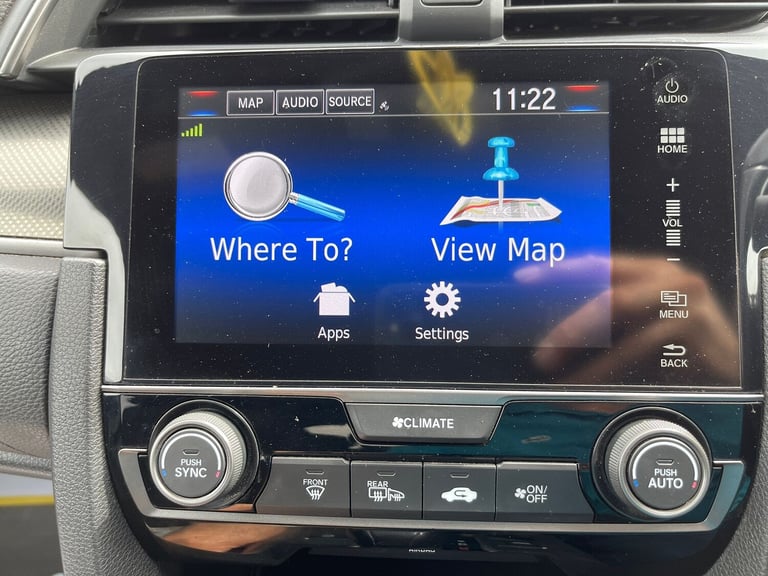 MAP AUDIO SOURCE 11:22
AUDIO
HOME
+
VOL
−
MENU
BACK
Where To? View Map
Apps Settings
CLIMATE
PUSH
SYNC
FRONT
REAR
ON/
OFF
PUSH
AUTO
AIRBAG